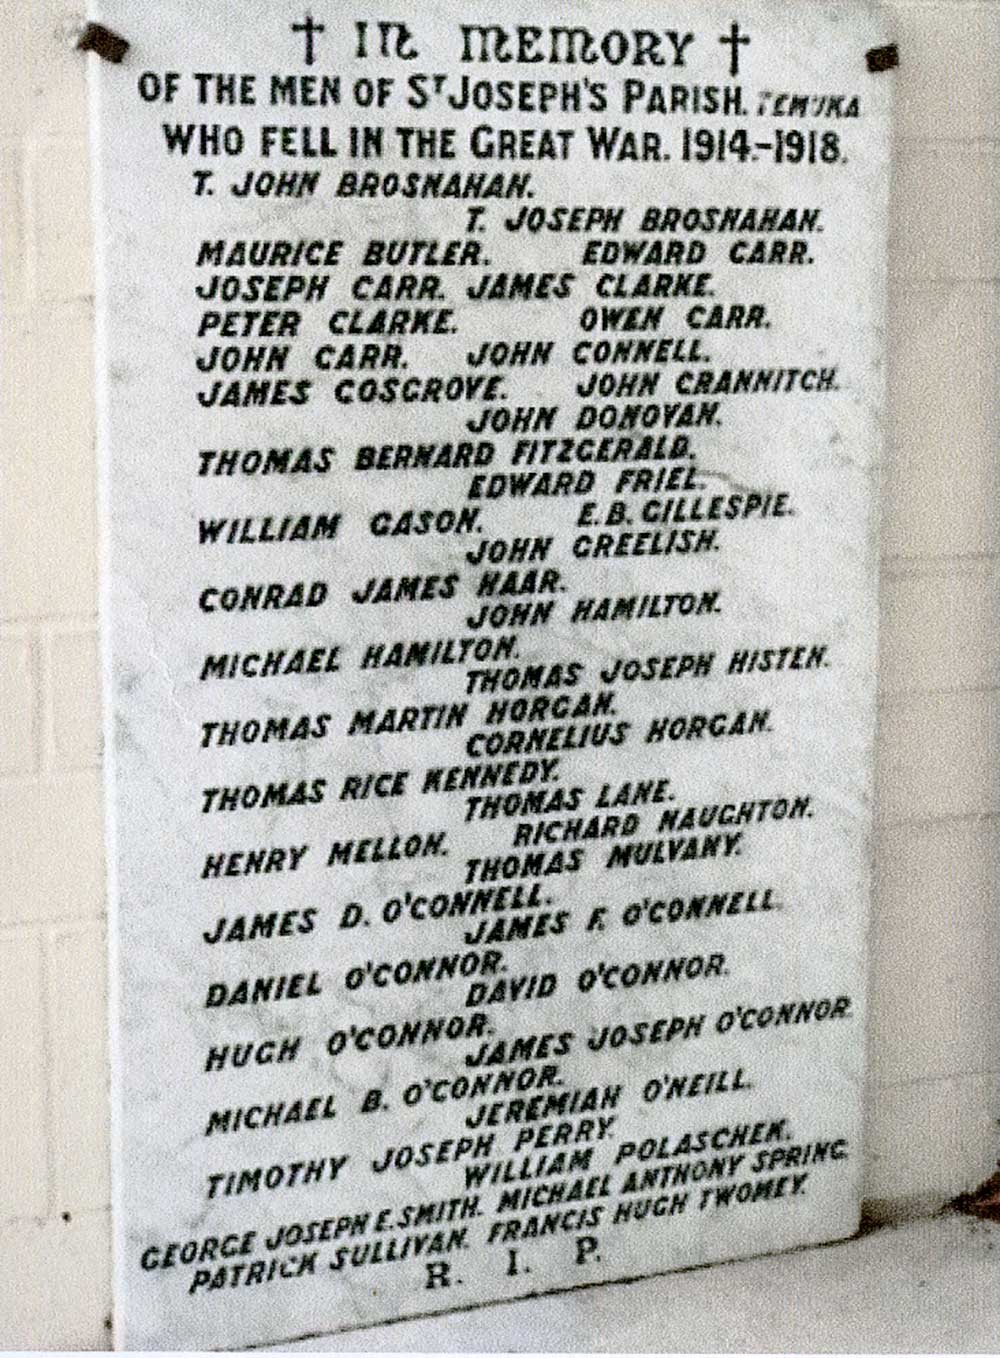 † IN MEMORY †
OF THE MEN OF ST JOSEPH'S PARISH. TEMUKA
WHO FELL IN THE GREAT WAR. 1914.-1918.
T. JOHN BROSNAHAN.
T. JOSEPH BROSNAHAN.
MAURICE BUTLER. EDWARD CARR.
JOSEPH CARR. JAMES CLARKE.
PETER CLARKE. OWEN CARR.
JOHN CARR. JOHN CONNELL.
JAMES COSGROVE. JOHN CRANNITCH.
JOHN DONOVAN.
THOMAS BERNARD FITZGERALD.
EDWARD FRIEL.
WILLIAM GASON. E.B. GILLESPIE.
JOHN GREELISH.
CONRAD JAMES HAAR.
JOHN HAMILTON.
MICHAEL HAMILTON.
THOMAS JOSEPH HISTEN.
THOMAS MARTIN HORGAN.
CORNELIUS HORGAN.
THOMAS RICE KENNEDY.
THOMAS LANE.
HENRY MELLON. RICHARD NAUGHTON.
THOMAS MULVANY.
JAMES D. O'CONNELL.
JAMES F. O'CONNELL.
DANIEL O'CONNOR.
DAVID O'CONNOR.
HUGH O'CONNOR.
JAMES JOSEPH O'CONNOR.
MICHAEL B. O'CONNOR.
JEREMIAH O'NEILL.
TIMOTHY JOSEPH PERRY.
WILLIAM POLASCHEK.
GEORGE JOSEPH E. SMITH. MICHAEL ANTHONY SPRING.
PATRICK SULLIVAN. FRANCIS HUGH TWOMEY.
R. I. P.